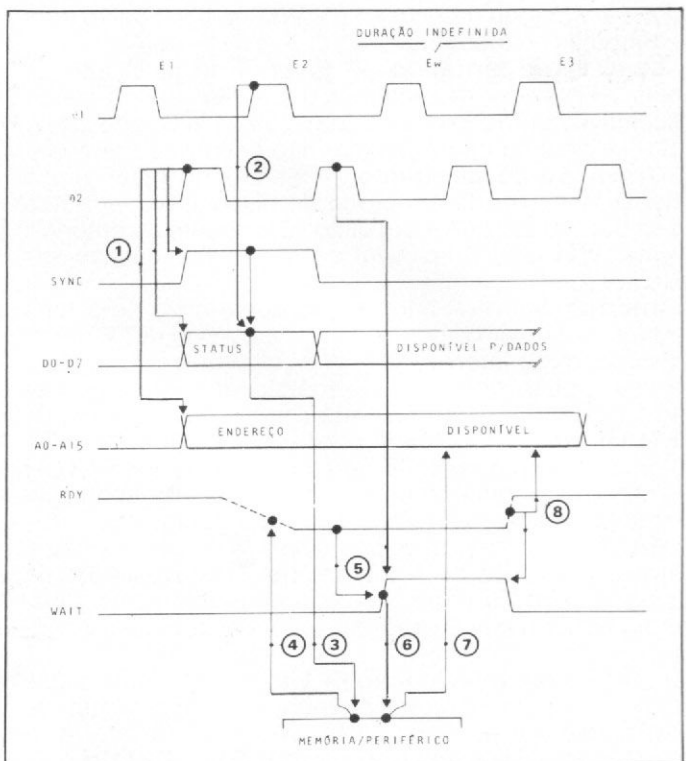 DURAÇÃO INDEFINIDA
E1 E2 Ew E3
ø1
②
ø2
①
SYNC
STATUS DISPONÍVEL P/DADOS
D0-D7
ENDEREÇO DISPONÍVEL
A0-A15
RDY
⑧
⑤
WAIT
④ ③ ⑥ ⑦
MEMÓRIA/PERIFÉRICO